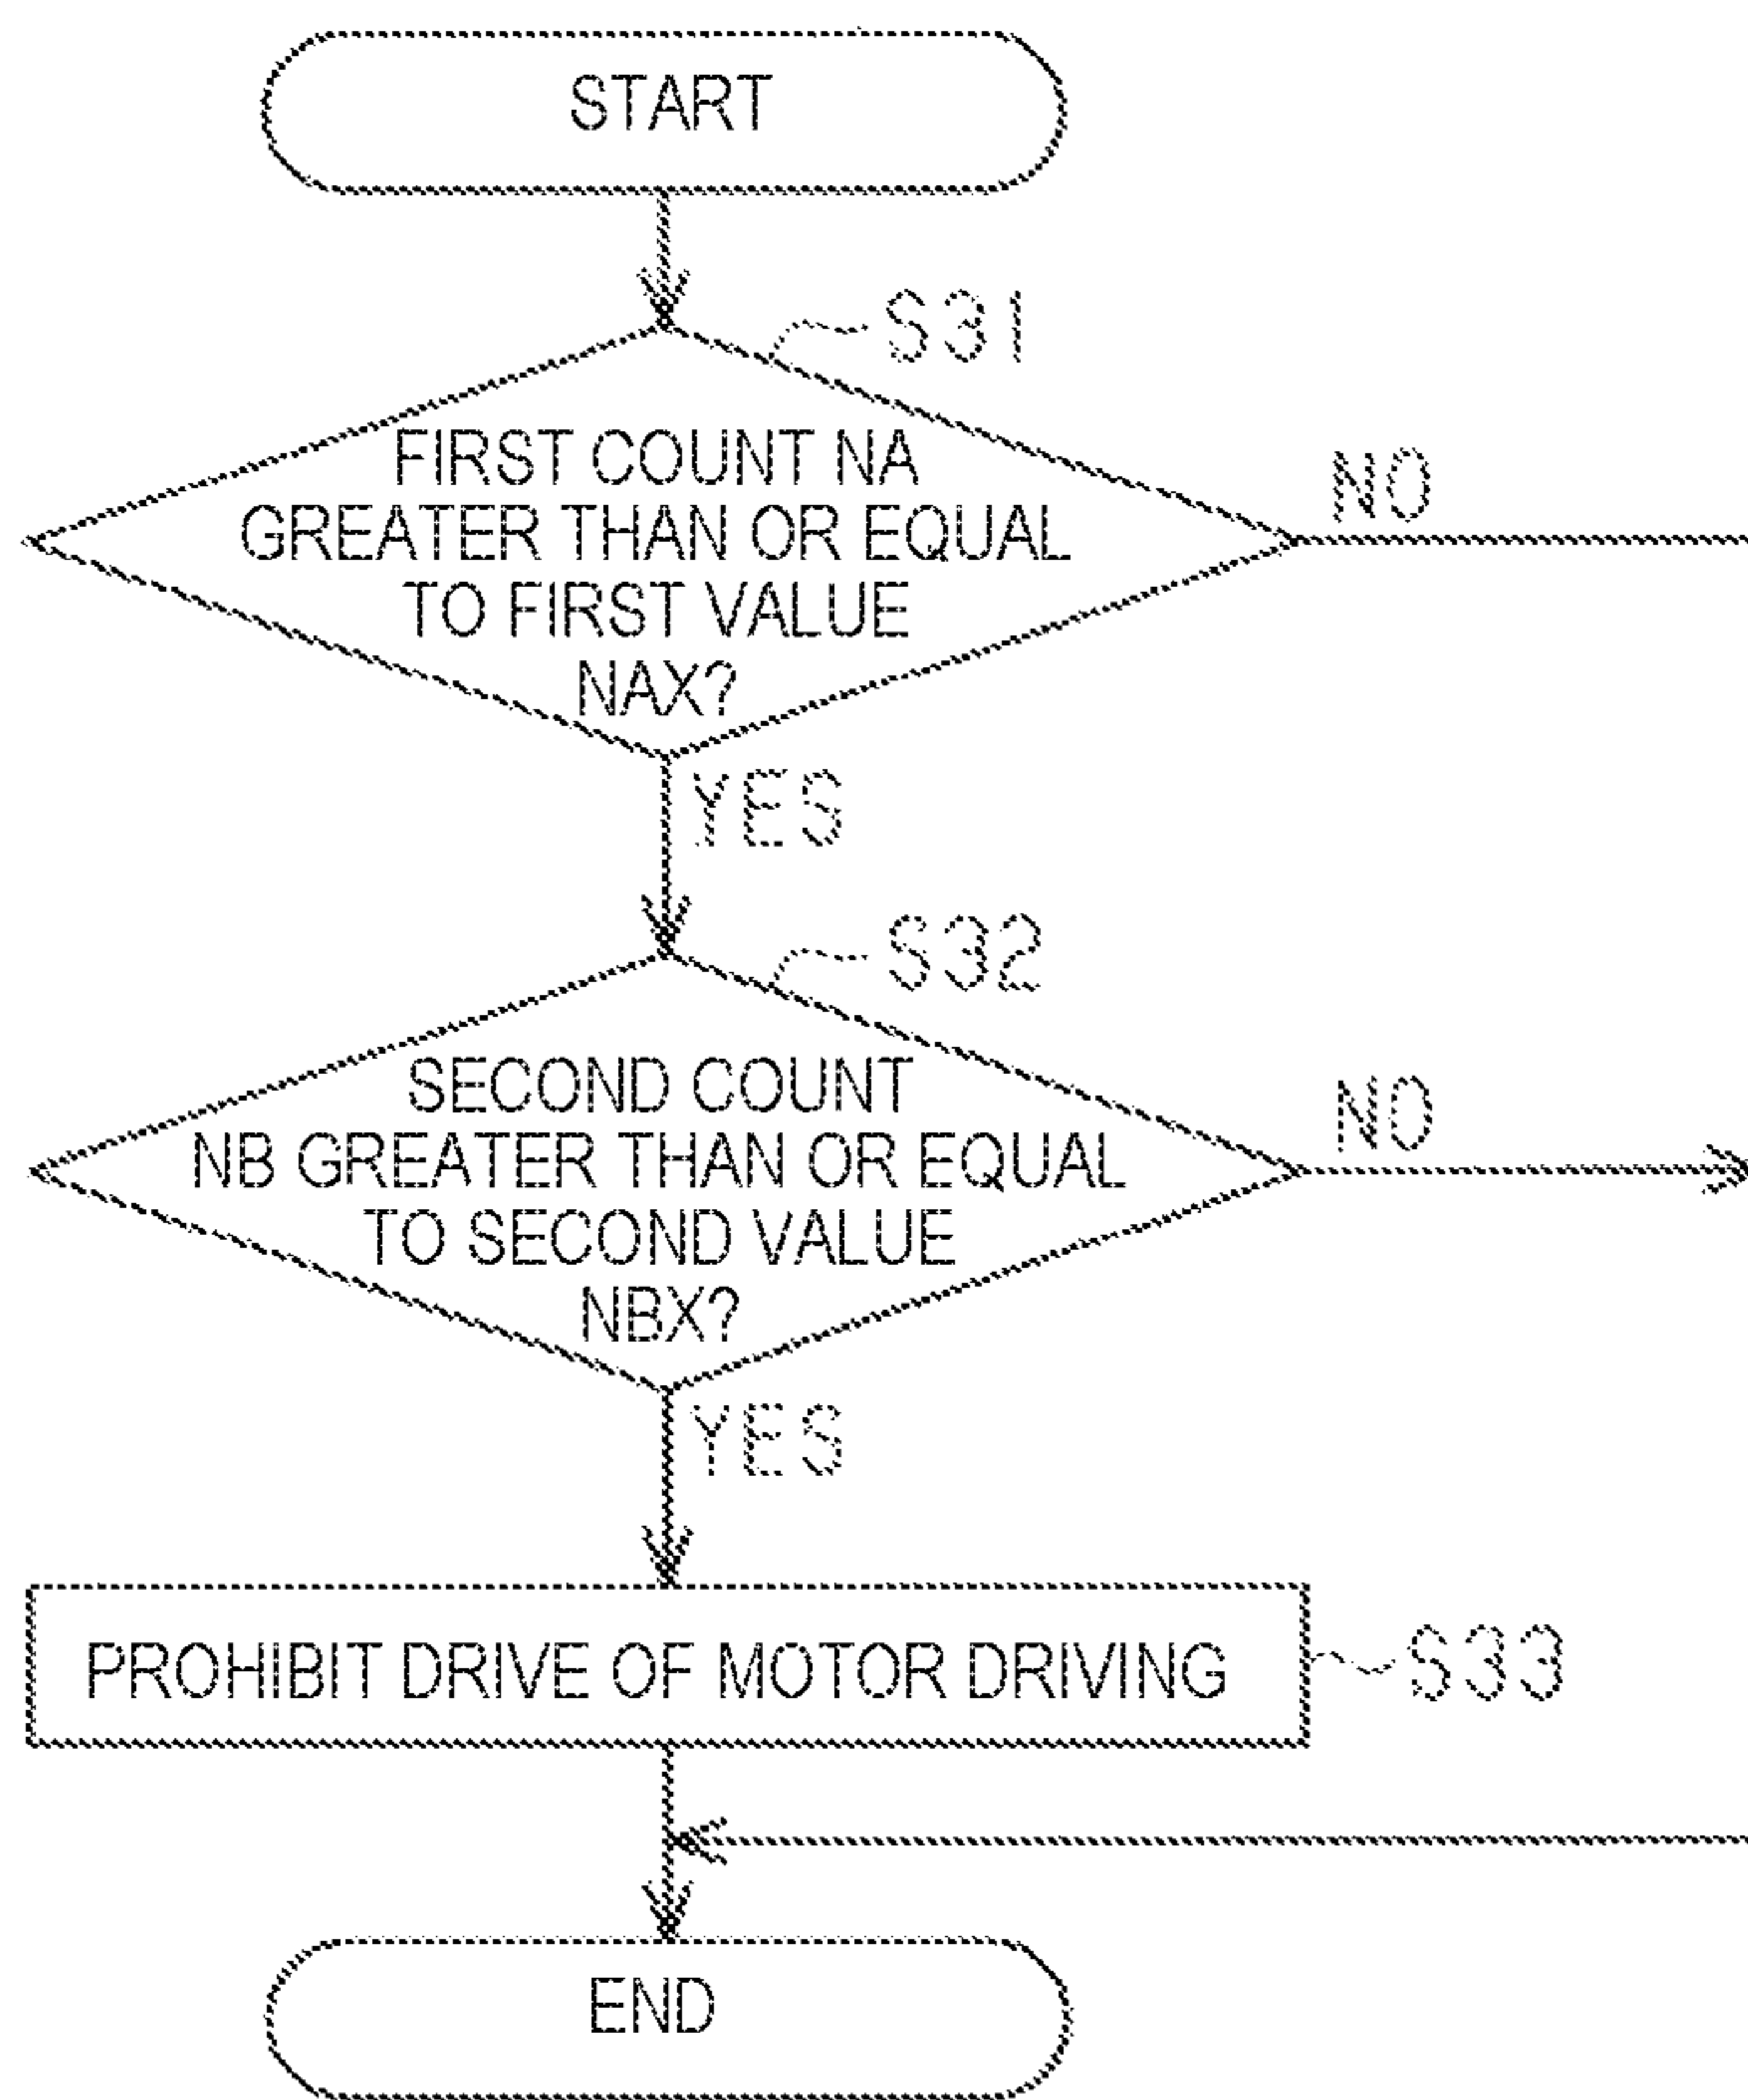 START
S31
FIRST COUNT NA
GREATER THAN OR EQUAL
TO FIRST VALUE
NAX?
NO
YES
S32
SECOND COUNT
NB GREATER THAN OR EQUAL
TO SECOND VALUE
NBX?
NO
YES
PROHIBIT DRIVE OF MOTOR DRIVING
S33
END